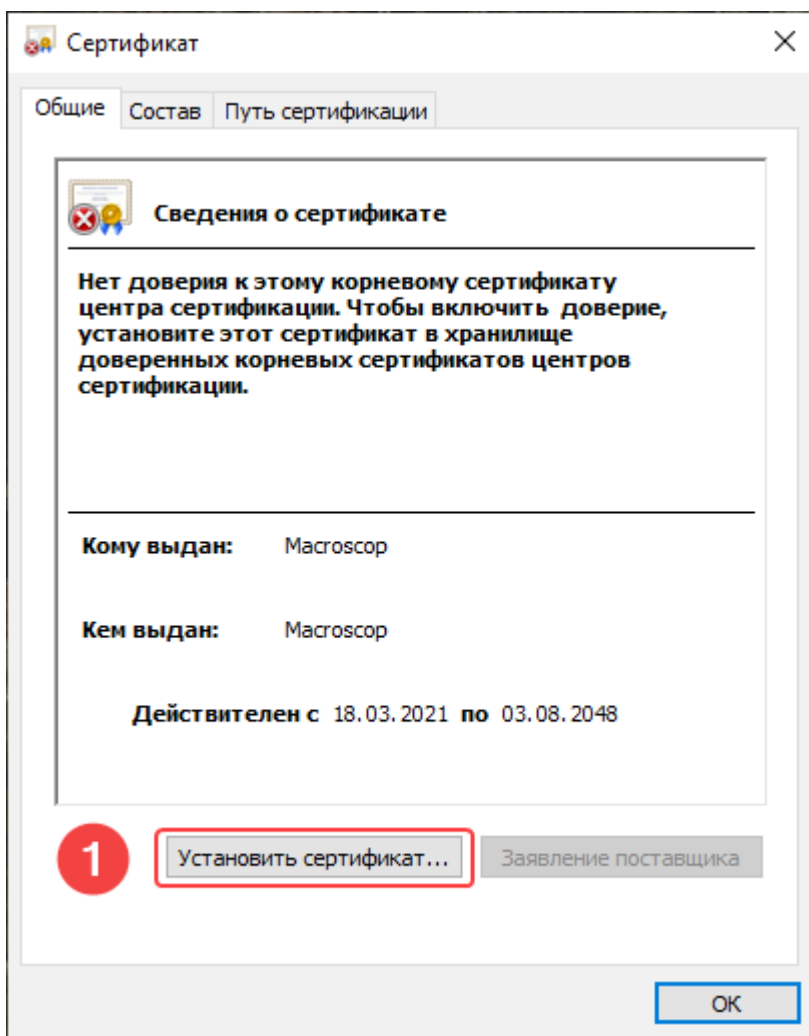 Сертификат
Общие Состав Путь сертификации
Сведения о сертификате
Нет доверия к этому корневому сертификату
центра сертификации. Чтобы включить доверие,
установите этот сертификат в хранилище
доверенных корневых сертификатов центров
сертификации.
Кому выдан: Macroscop
Кем выдан: Macroscop
Действителен с 18.03.2021 по 03.08.2048
1 Установить сертификат... Заявление поставщика
ОК